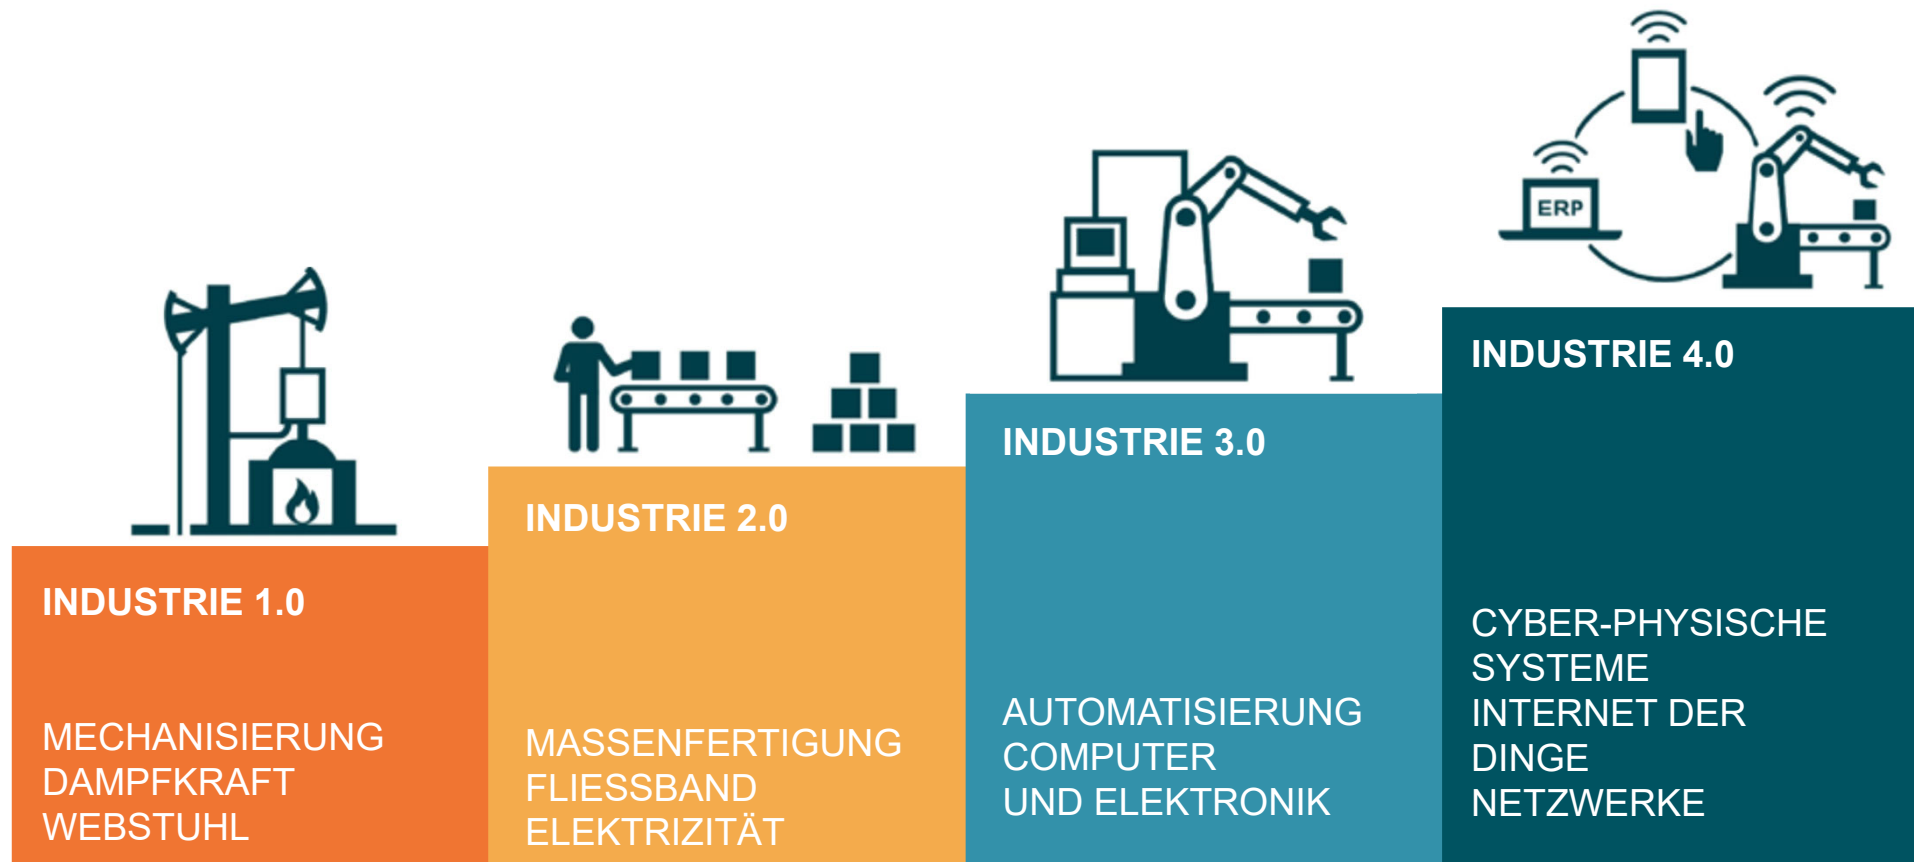 INDUSTRIE 1.0
MECHANISIERUNG
DAMPFKRAFT
WEBSTUHL
INDUSTRIE 2.0
MASSENFERTIGUNG
FLIESSBAND
ELEKTRIZITÄT
INDUSTRIE 3.0
AUTOMATISIERUNG
COMPUTER
UND ELEKTRONIK
ERP
INDUSTRIE 4.0
CYBER-PHYSISCHE
SYSTEME
INTERNET DER
DINGE
NETZWERKE